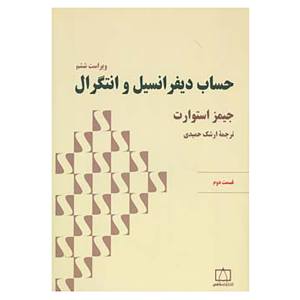 ویراست ششم
حساب دیفرانسیل و انتگرال
جیمز استوارت
ترجمهٔ ارشک حمیدی
قسمت دوم